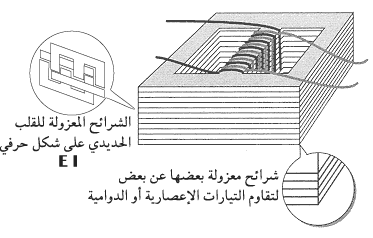 الشرائح المعزولة للقلب
الحديدي على شكل حرفي
E I
شرائح معزولة بعضها عن بعض
لتقاوم التيارات الإعصارية أو الدوامية